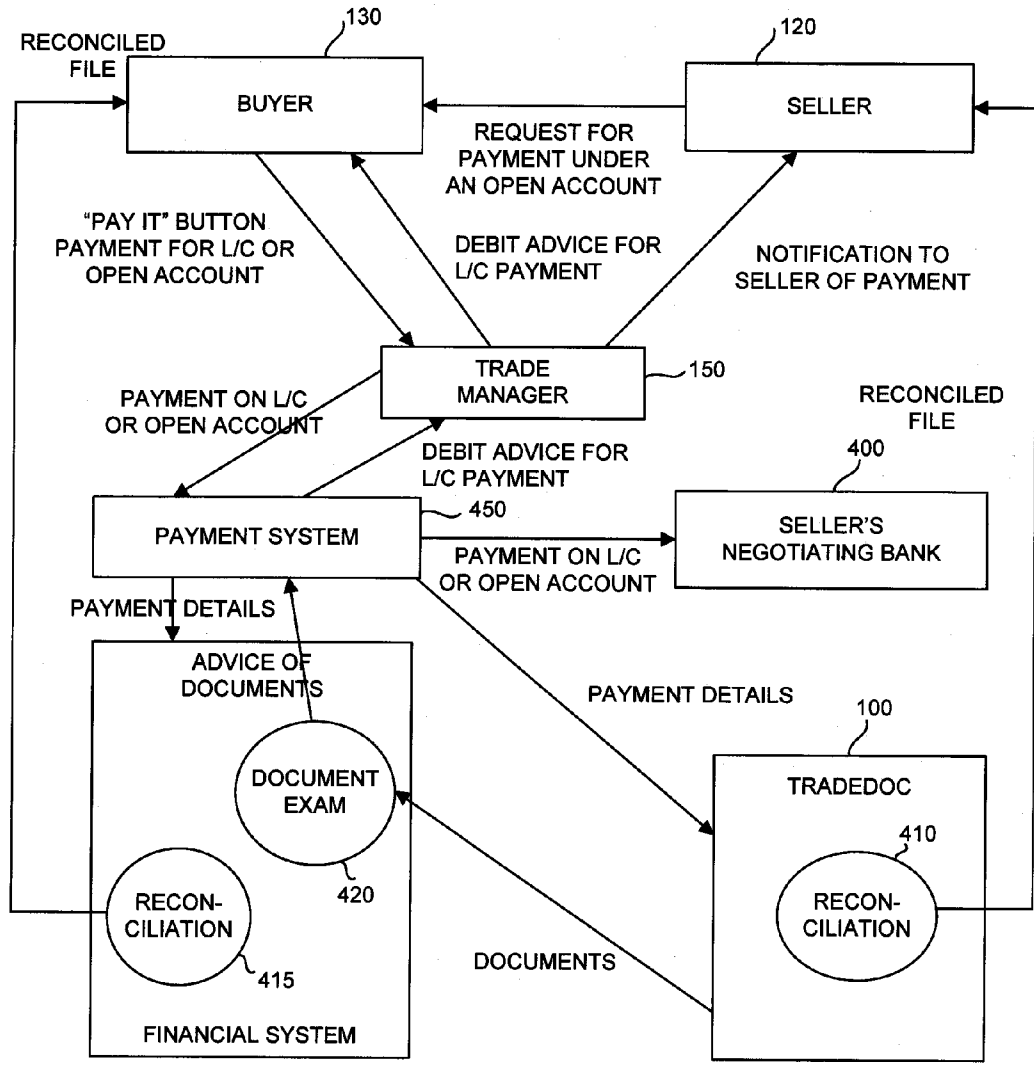 130
120
RECONCILED
FILE
BUYER
SELLER
REQUEST FOR
PAYMENT UNDER
AN OPEN ACCOUNT
"PAY IT" BUTTON
PAYMENT FOR L/C OR
OPEN ACCOUNT
DEBIT ADVICE FOR
L/C PAYMENT
NOTIFICATION TO
SELLER OF PAYMENT
TRADE
MANAGER
150
PAYMENT ON L/C
OR OPEN ACCOUNT
RECONCILED
FILE
DEBIT ADVICE FOR
L/C PAYMENT
400
450
PAYMENT SYSTEM
SELLER'S
NEGOTIATING BANK
PAYMENT ON L/C
OR OPEN ACCOUNT
PAYMENT DETAILS
ADVICE OF
DOCUMENTS
PAYMENT DETAILS
100
DOCUMENT
EXAM
TRADEDOC
410
420
RECON-
CILIATION
RECON-
CILIATION
415
DOCUMENTS
FINANCIAL SYSTEM